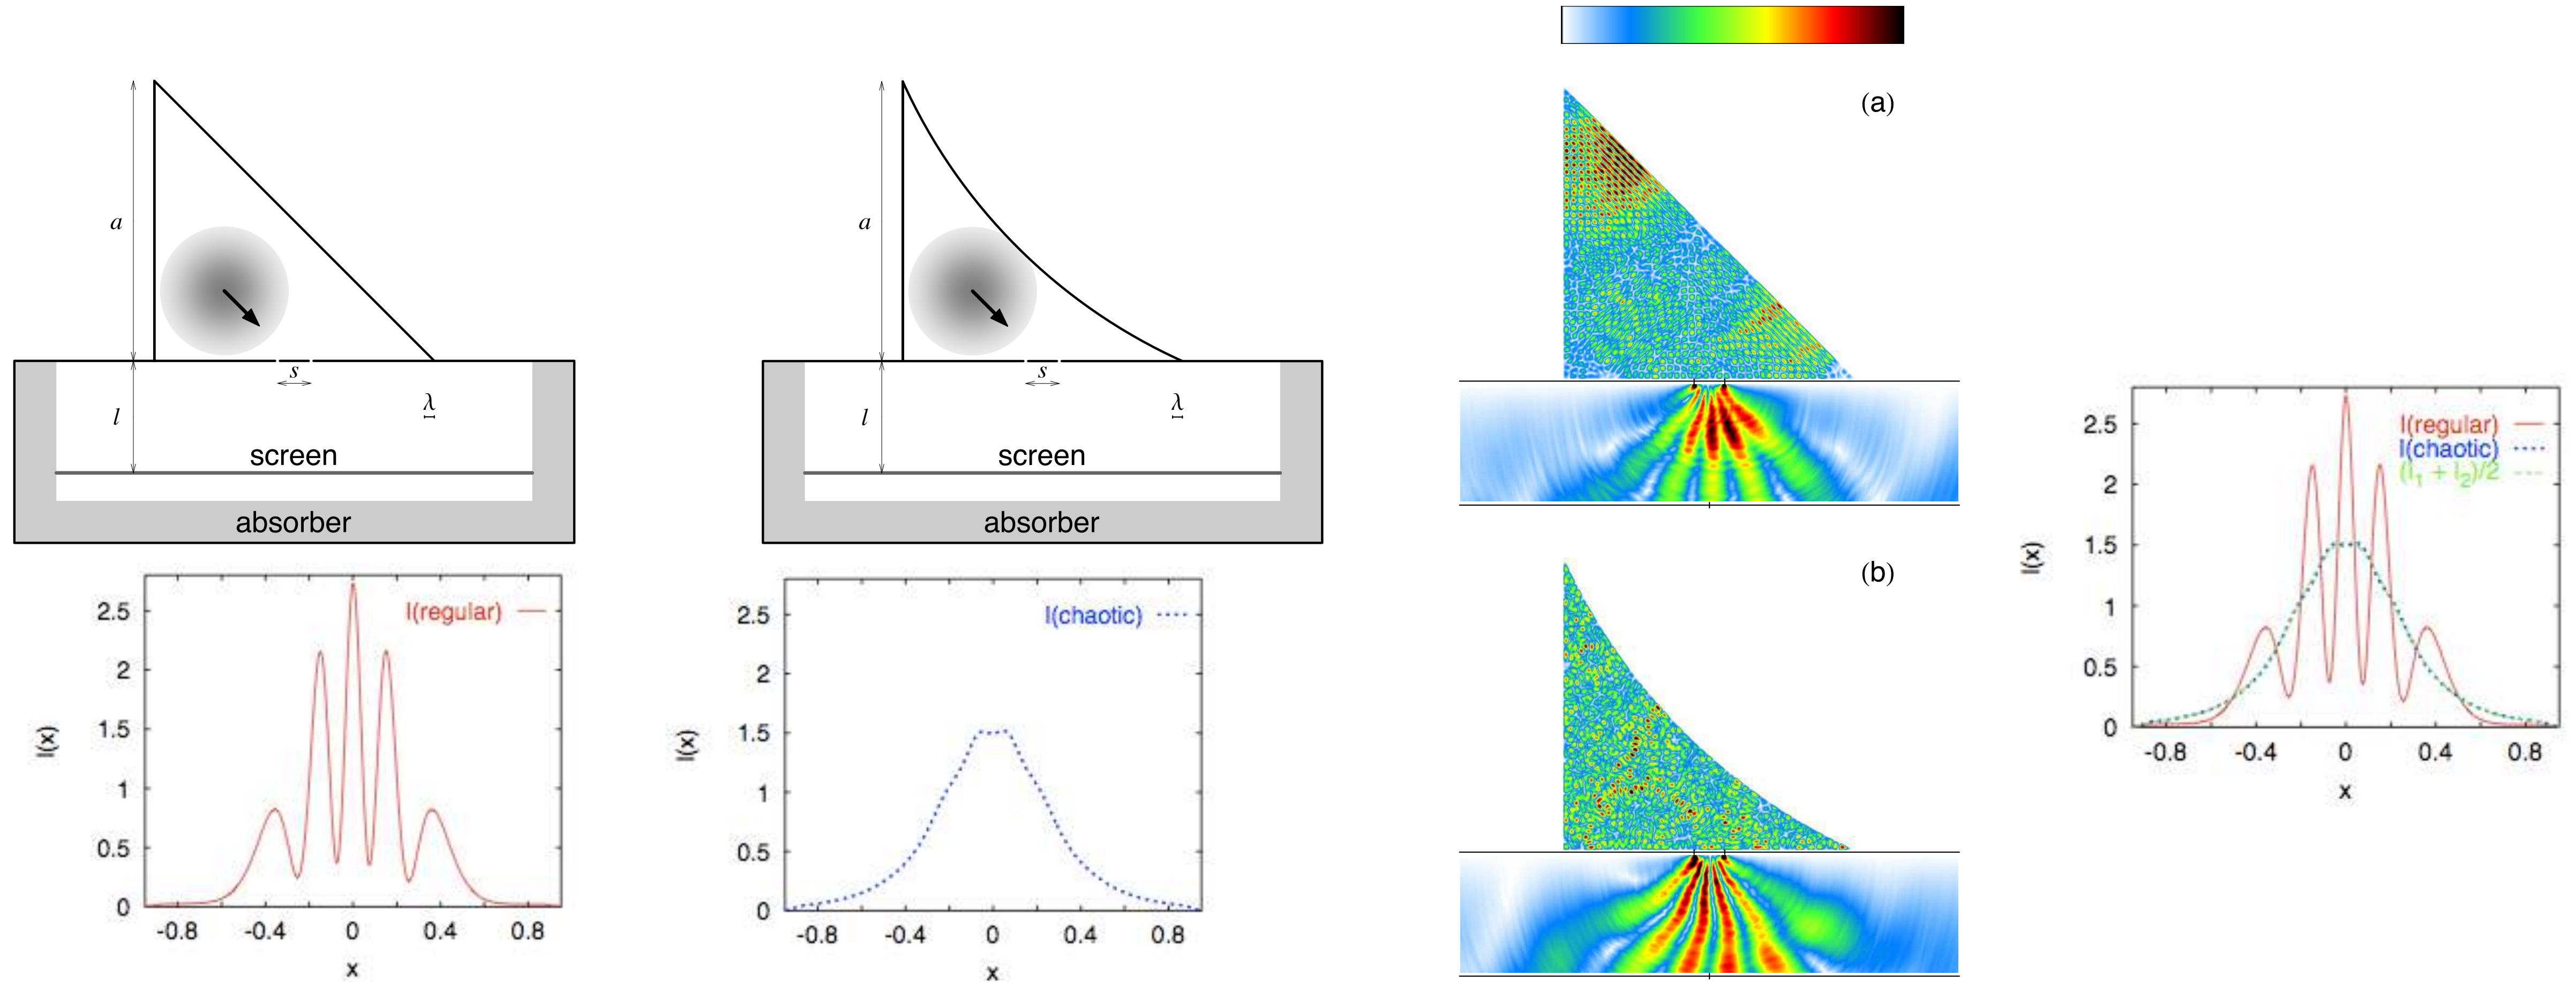 a
s
l
λ
screen
absorber
a
s
l
λ
screen
absorber
(a)
(b)
I(regular)
2.5
2
1.5
1
0.5
0
I(x)
-0.8 -0.4 0 0.4 0.8
x
I(chaotic)
2.5
2
1.5
1
0.5
0
I(x)
-0.8 -0.4 0 0.4 0.8
x
I(regular)
I(chaotic)
(I1 + I2)/2
2.5
2
1.5
1
0.5
0
I(x)
-0.8 -0.4 0 0.4 0.8
x